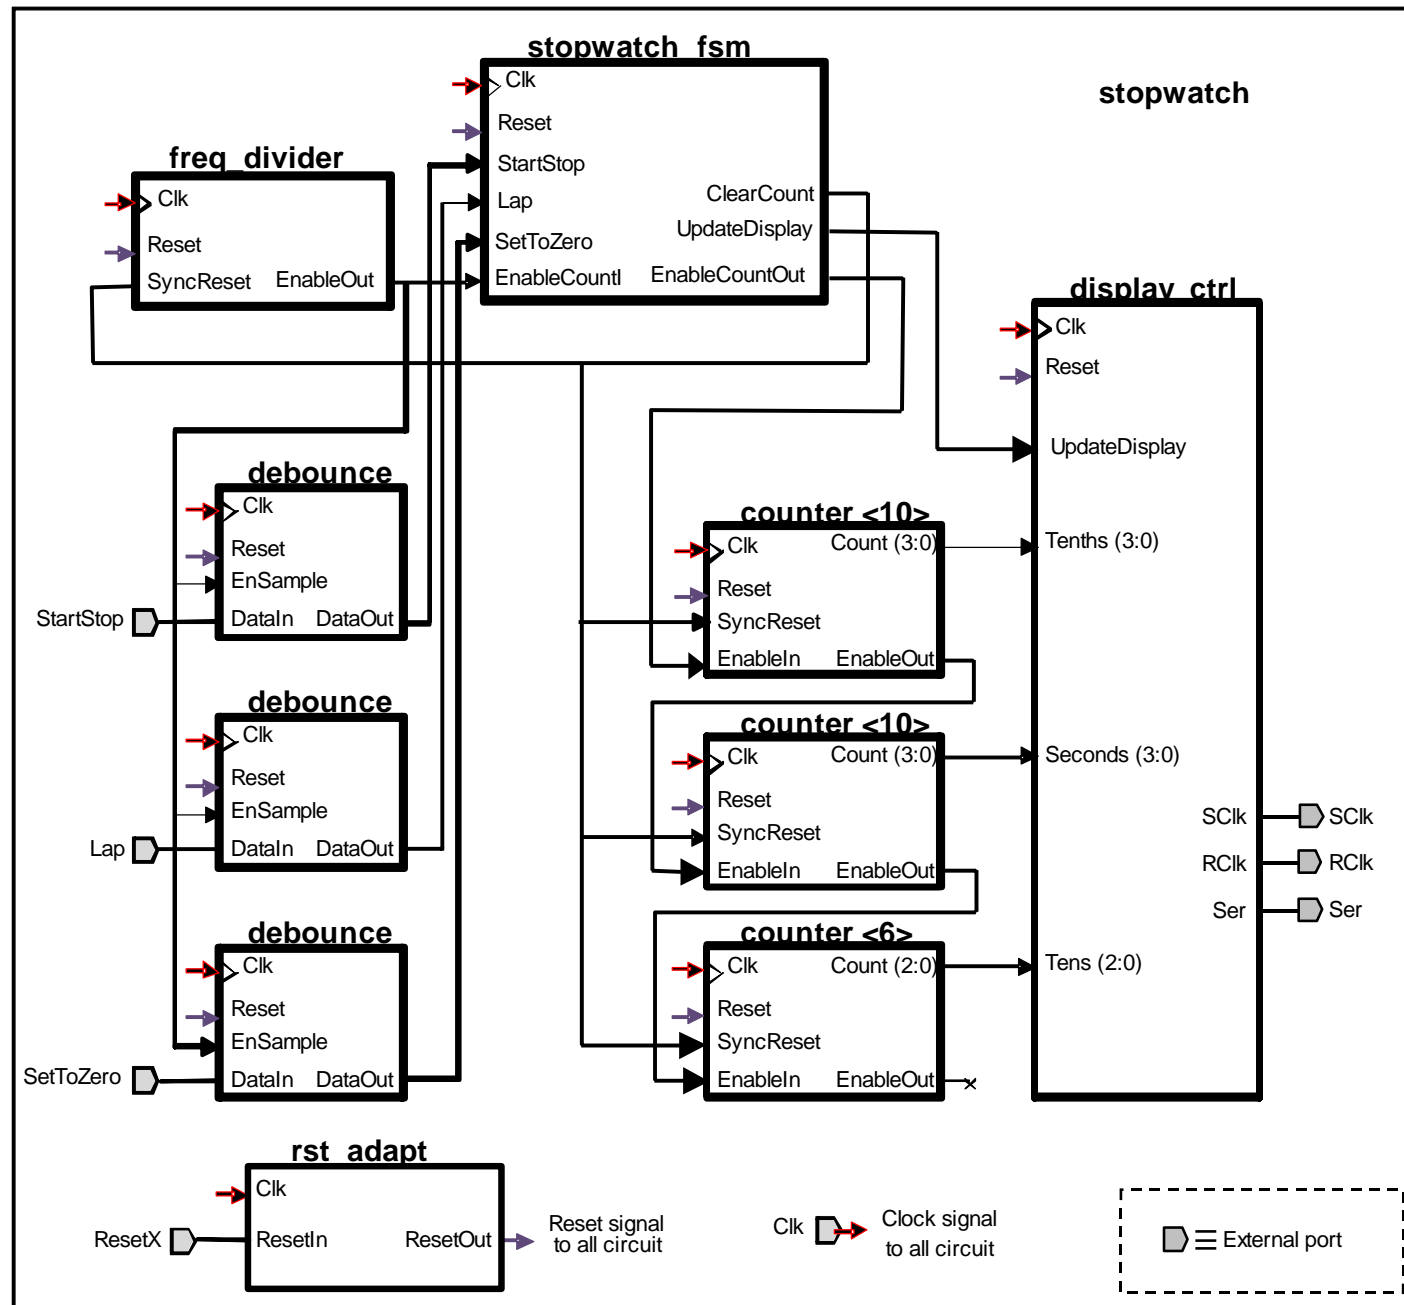 stopwatch_fsm
Clk
Reset
StartStop
Lap
SetToZero
EnableCountI
ClearCount
UpdateDisplay
EnableCountOut
stopwatch
freq_divider
Clk
Reset
SyncReset
EnableOut
display_ctrl
Clk
Reset
UpdateDisplay
Tenths (3:0)
Seconds (3:0)
Tens (2:0)
SClk
RClk
Ser
SClk
RClk
Ser
debounce
Clk
Reset
EnSample
DataIn
DataOut
StartStop
debounce
Clk
Reset
EnSample
DataIn
DataOut
Lap
debounce
Clk
Reset
EnSample
DataIn
DataOut
SetToZero
counter <10>
Clk
Count (3:0)
Reset
SyncReset
EnableIn
EnableOut
counter <10>
Clk
Count (3:0)
Reset
SyncReset
EnableIn
EnableOut
counter <6>
Clk
Count (2:0)
Reset
SyncReset
EnableIn
EnableOut
rst_adapt
Clk
ResetX
ResetIn
ResetOut
Reset signal
to all circuit
Clk
Clock signal
to all circuit
External port